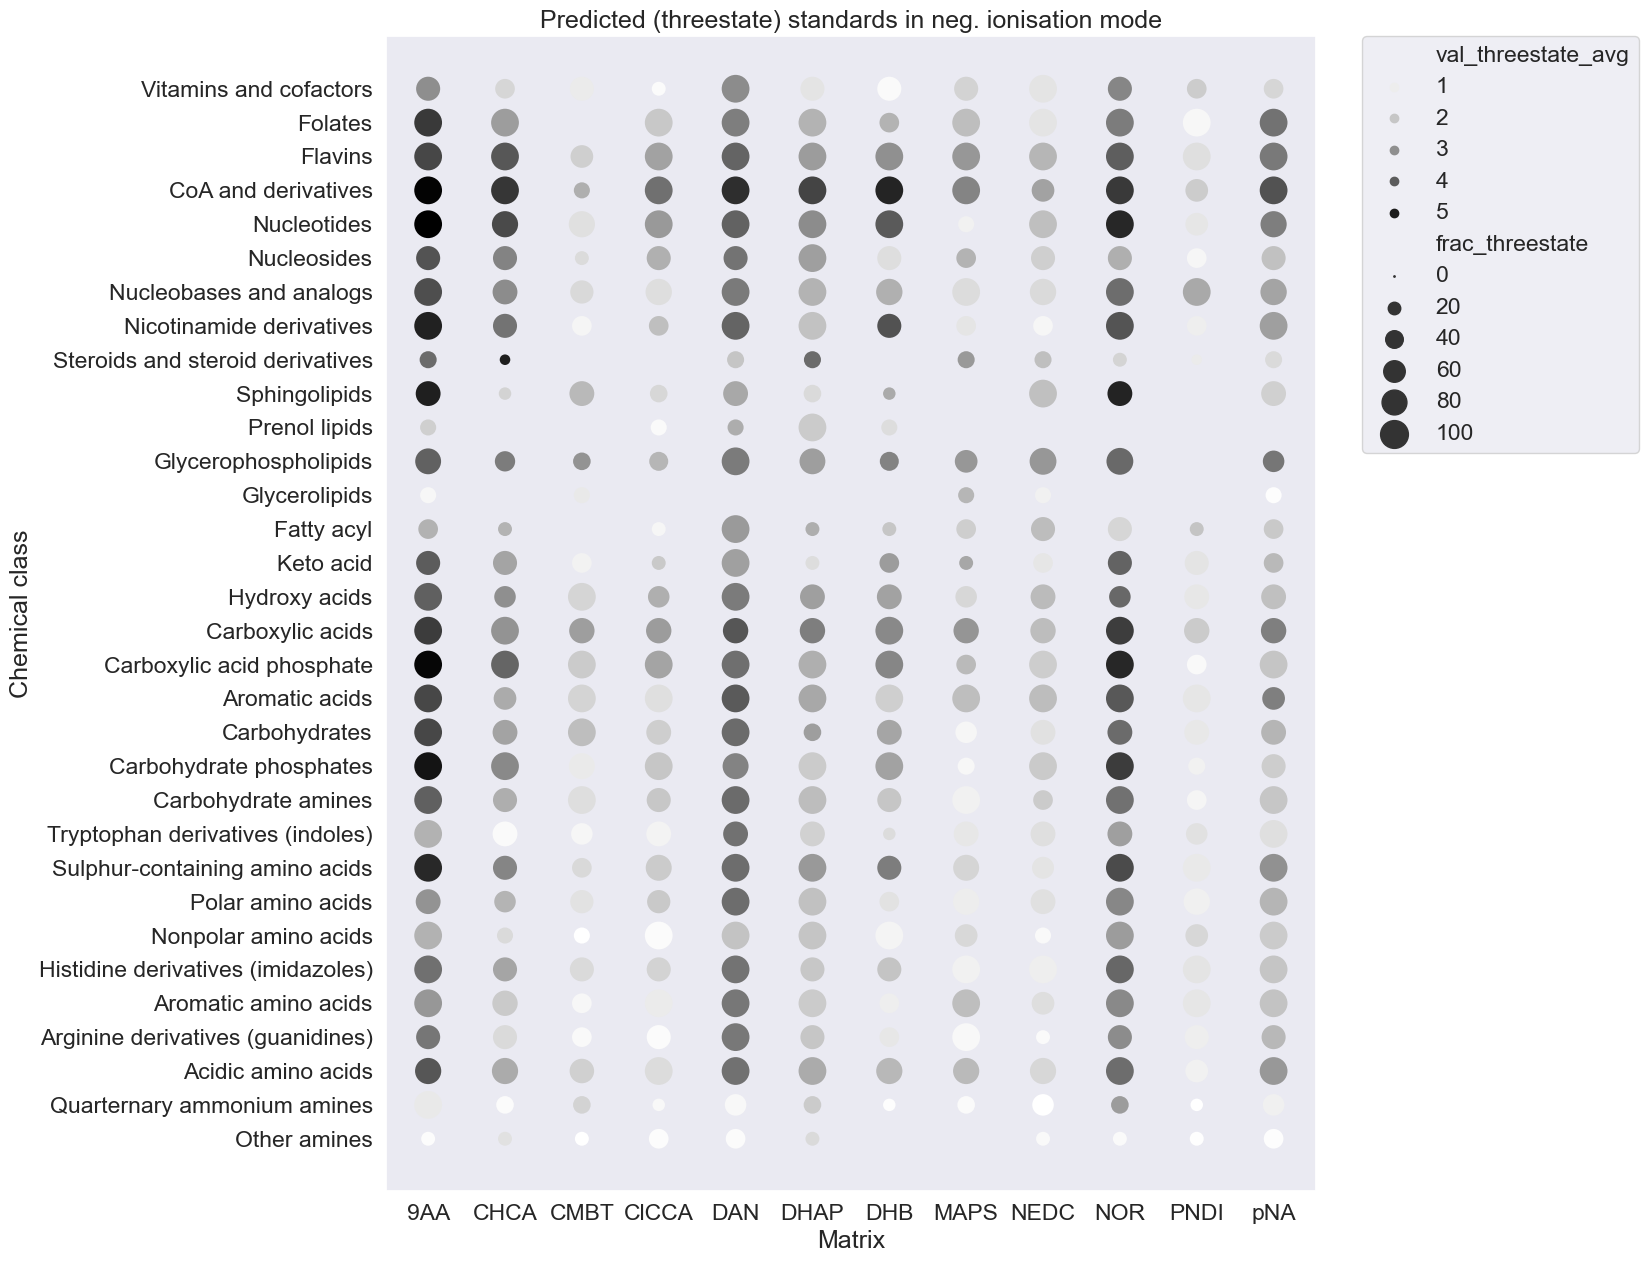 Predicted (threestate) standards in neg. ionisation mode
Vitamins and cofactors
Folates
Flavins
CoA and derivatives
Nucleotides
Nucleosides
Nucleobases and analogs
Nicotinamide derivatives
Steroids and steroid derivatives
Sphingolipids
Prenol lipids
Glycerophospholipids
Glycerolipids
Fatty acyl
Keto acid
Hydroxy acids
Carboxylic acids
Carboxylic acid phosphate
Aromatic acids
Carbohydrates
Carbohydrate phosphates
Carbohydrate amines
Tryptophan derivatives (indoles)
Sulphur-containing amino acids
Polar amino acids
Nonpolar amino acids
Histidine derivatives (imidazoles)
Aromatic amino acids
Arginine derivatives (guanidines)
Acidic amino acids
Quarternary ammonium amines
Other amines
Chemical class
9AA CHCA CMBT ClCCA DAN DHAP DHB MAPS NEDC NOR PNDI pNA
Matrix
val_threestate_avg
1
2
3
4
5
frac_threestate
0
20
40
60
80
100